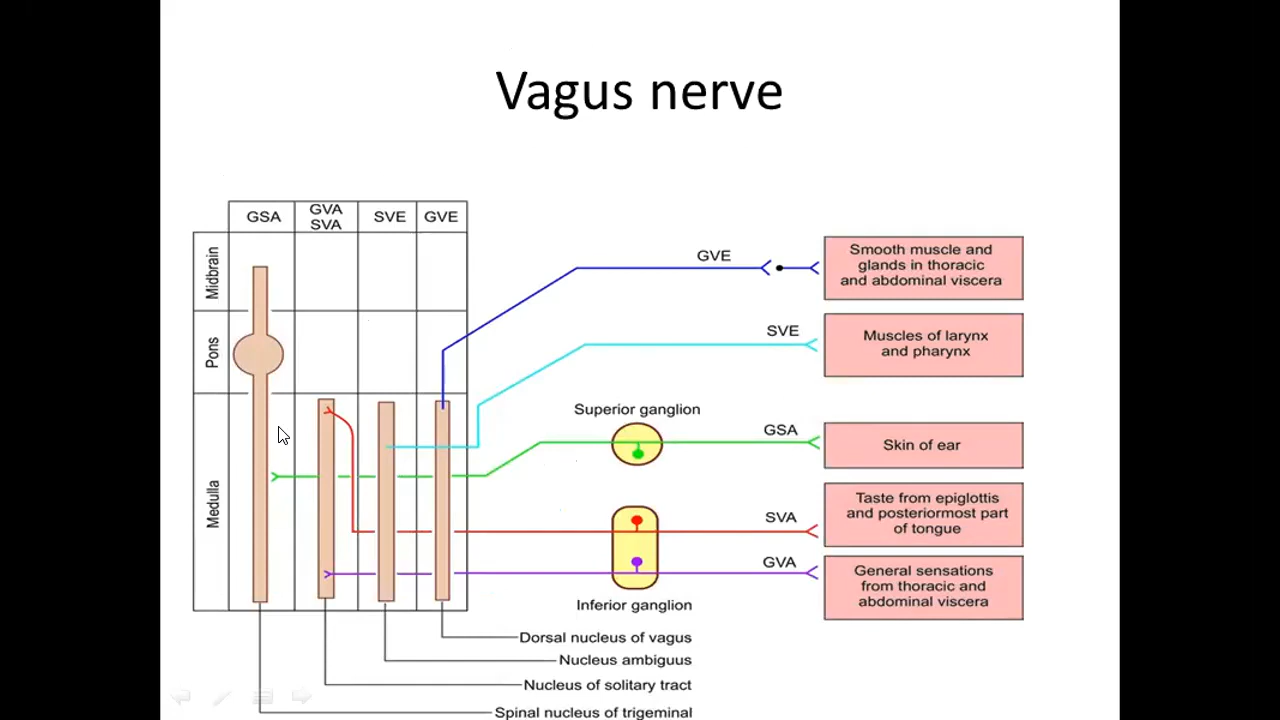 Vagus nerve
GSA
GVA
SVA
SVE
GVE
Midbrain
Pons
Medulla
GVE
Smooth muscle and
glands in thoracic
and abdominal viscera
SVE
Muscles of larynx
and pharynx
Superior ganglion
GSA
Skin of ear
SVA
Taste from epiglottis
and posteriormost part
of tongue
GVA
General sensations
from thoracic and
abdominal viscera
Inferior ganglion
Dorsal nucleus of vagus
Nucleus ambiguus
Nucleus of solitary tract
Spinal nucleus of trigeminal